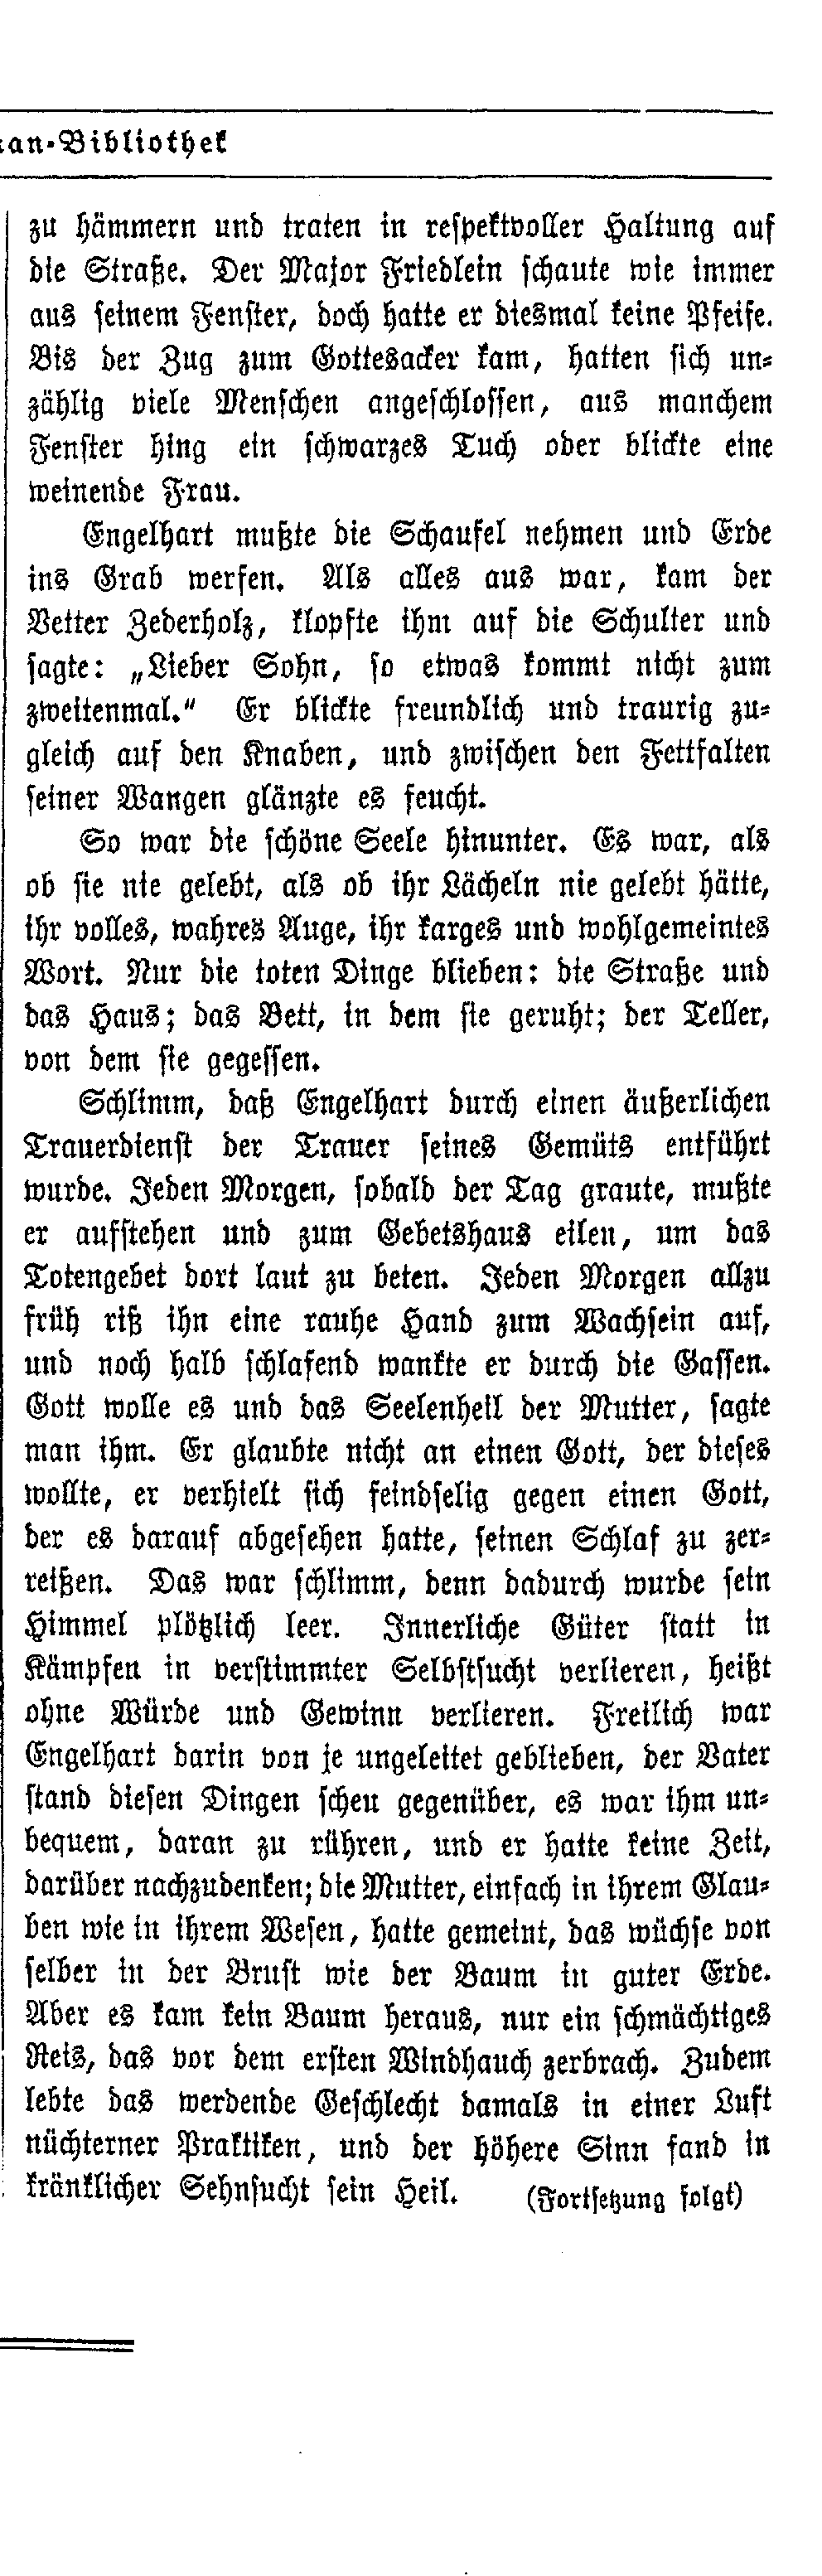 an-Bibliothek
zu hämmern und traten in respektvoller Haltung auf
die Straße. Der Major Friedlein schaute wie immer
aus seinem Fenster, doch hatte er diesmal keine Pfeife.
Bis der Zug zum Gottesacker kam, hatten sich un-
zählig viele Menschen angeschlossen, aus manchem
Fenster hing ein schwarzes Tuch oder blickte eine
weinende Frau.
Engelhart mußte die Schaufel nehmen und Erde
ins Grab werfen. Als alles aus war, kam der
Vetter Zederholz, klopfte ihm auf die Schulter und
sagte: „Lieber Sohn, so etwas kommt nicht zum
zweitenmal.“ Er blickte freundlich und traurig zu-
gleich auf den Knaben, und zwischen den Fettfalten
seiner Wangen glänzte es feucht.
So war die schöne Seele hinunter. Es war, als
ob sie nie gelebt, als ob ihr Lächeln nie gelebt hätte,
ihr volles, wahres Auge, ihr karges und wohlgemeintes
Wort. Nur die toten Dinge blieben: die Straße und
das Haus; das Bett, in dem sie geruht; der Teller,
von dem sie gegessen.
Schlimm, daß Engelhart durch einen äußerlichen
Trauerdienst der Trauer seines Gemüts entführt
wurde. Jeden Morgen, sobald der Tag graute, mußte
er aufstehen und zum Gebetshaus eilen, um das
Totengebet dort laut zu beten. Jeden Morgen allzu
früh riß ihn eine rauhe Hand zum Wachsein auf,
und noch halb schlafend wankte er durch die Gassen.
Gott wolle es und das Seelenheil der Mutter, sagte
man ihm. Er glaubte nicht an einen Gott, der dieses
wollte, er verhielt sich feindselig gegen einen Gott,
der es darauf abgesehen hatte, seinen Schlaf zu zer-
reißen. Das war schlimm, denn dadurch wurde sein
Himmel plötzlich leer. Innerliche Güter statt in
Kämpfen in verstimmter Selbstsucht verlieren, heißt
ohne Würde und Gewinn verlieren. Freilich war
Engelhart darin von je ungeleitet geblieben, der Vater
stand diesen Dingen scheu gegenüber, es war ihm un-
bequem, daran zu rühren, und er hatte keine Zeit,
darüber nachzudenken; die Mutter, einfach in ihrem Glau-
ben wie in ihrem Wesen, hatte gemeint, das wüchse von
selber in der Brust wie der Baum in guter Erde.
Aber es kam kein Baum heraus, nur ein schmächtiges
Reis, das vor dem ersten Windhauch zerbrach. Zudem
lebte das werdende Geschlecht damals in einer Luft
nüchterner Praktiken, und der höhere Sinn fand in
kränklicher Sehnsucht sein Heil. (Fortsetzung folgt)